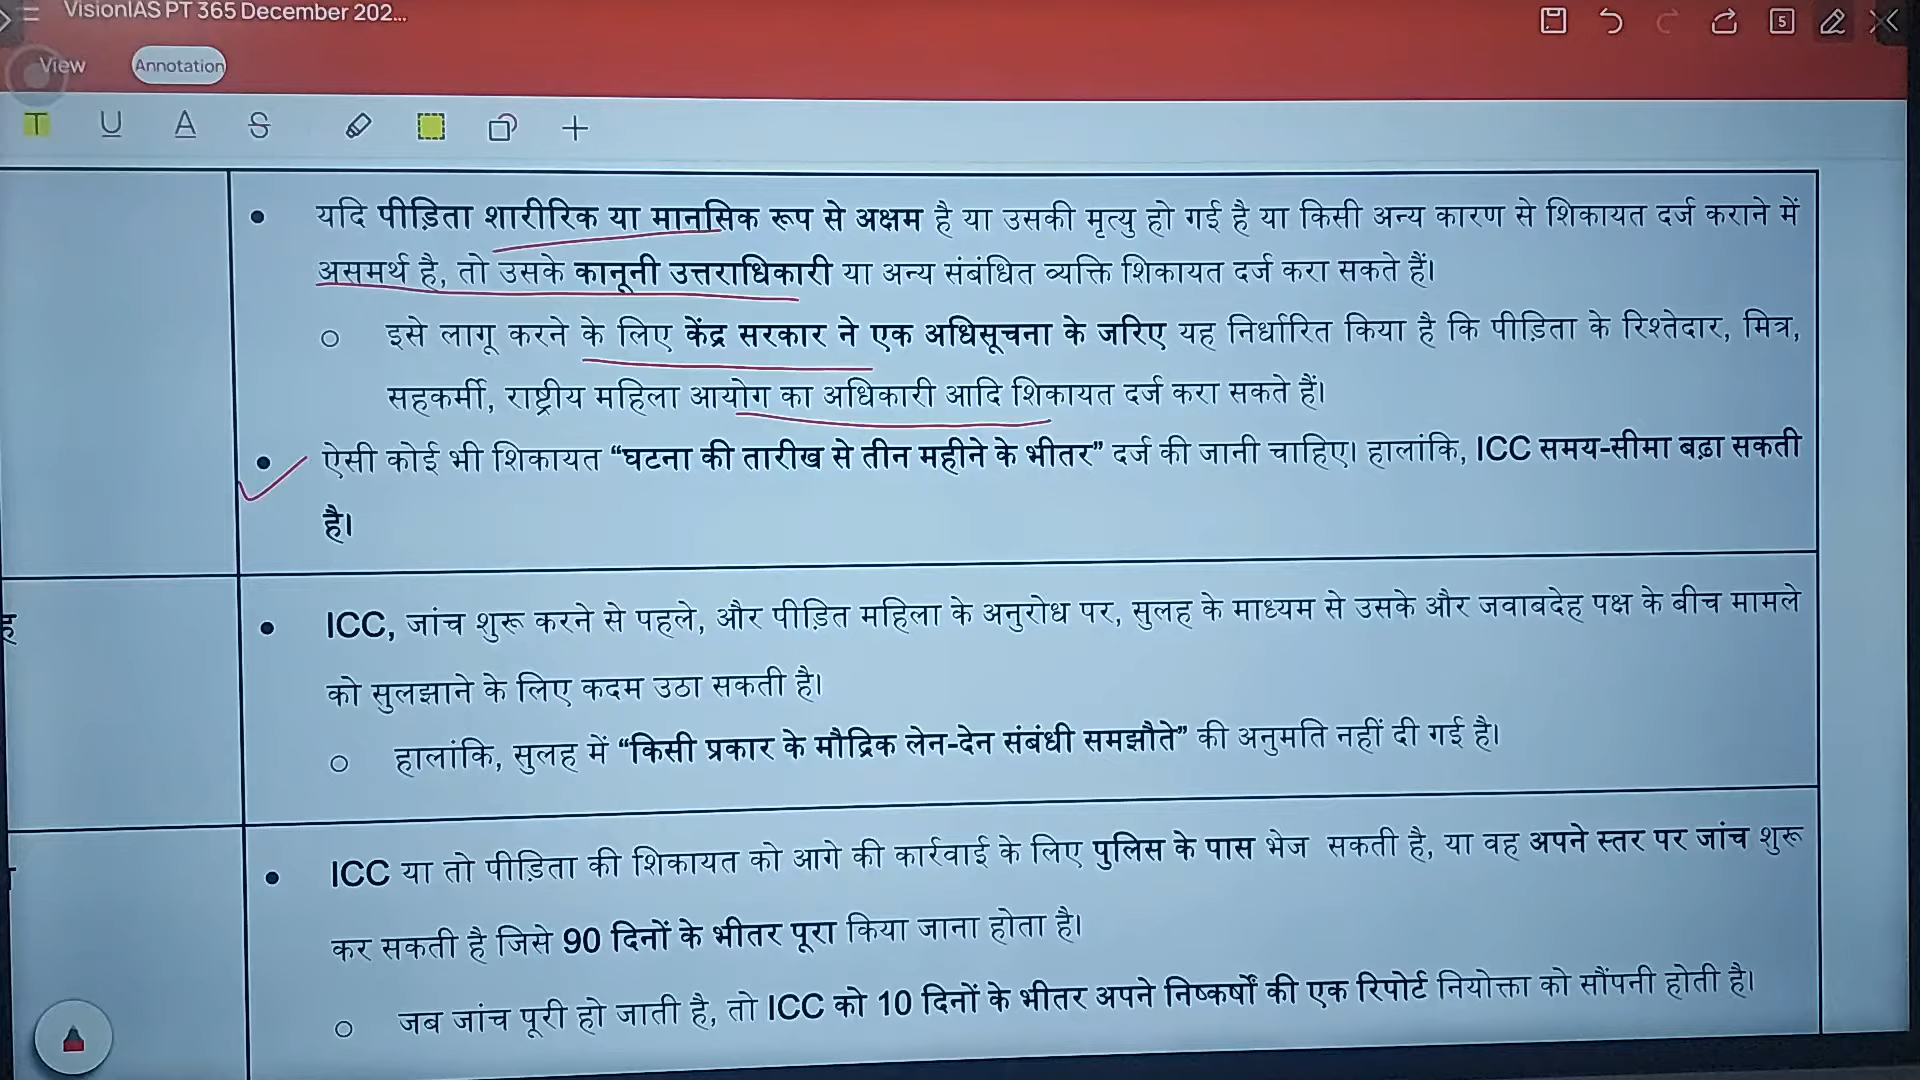 VisionIAS PT 365 December 202...
View
Annotation
T U A S
5
यदि पीड़िता शारीरिक या मानसिक रूप से अक्षम है या उसकी मृत्यु हो गई है या किसी अन्य कारण से शिकायत दर्ज कराने में
असमर्थ है, तो उसके कानूनी उत्तराधिकारी या अन्य संबंधित व्यक्ति शिकायत दर्ज करा सकते हैं।
इसे लागू करने के लिए केंद्र सरकार ने एक अधिसूचना के जरिए यह निर्धारित किया है कि पीड़िता के रिश्तेदार, मित्र,
सहकर्मी, राष्ट्रीय महिला आयोग का अधिकारी आदि शिकायत दर्ज करा सकते हैं।
ऐसी कोई भी शिकायत “घटना की तारीख से तीन महीने के भीतर” दर्ज की जानी चाहिए। हालांकि, ICC समय-सीमा बढ़ा सकती
है।
ICC, जांच शुरू करने से पहले, और पीड़ित महिला के अनुरोध पर, सुलह के माध्यम से उसके और जवाबदेह पक्ष के बीच मामले
को सुलझाने के लिए कदम उठा सकती है।
हालांकि, सुलह में “किसी प्रकार के मौद्रिक लेन-देन संबंधी समझौते” की अनुमति नहीं दी गई है।
ICC या तो पीड़िता की शिकायत को आगे की कार्रवाई के लिए पुलिस के पास भेज सकती है, या वह अपने स्तर पर जांच शुरू
कर सकती है जिसे 90 दिनों के भीतर पूरा किया जाना होता है।
जब जांच पूरी हो जाती है, तो ICC को 10 दिनों के भीतर अपने निष्कर्षों की एक रिपोर्ट नियोक्ता को सौंपनी होती है।